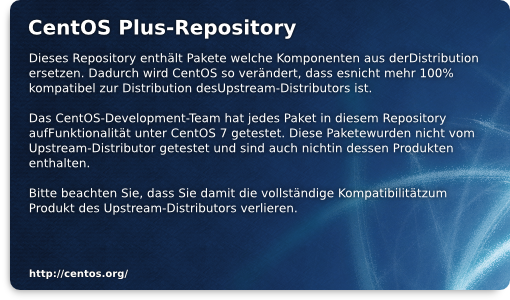 CentOS Plus-Repository
Dieses Repository enthält Pakete welche Komponenten aus derDistribution
ersetzen. Dadurch wird CentOS so verändert, dass esnicht mehr 100%
kompatibel zur Distribution desUpstream-Distributors ist.
Das CentOS-Development-Team hat jedes Paket in diesem Repository
aufFunktionalität unter CentOS 7 getestet. Diese Paketewurden nicht vom
Upstream-Distributor getestet und sind auch nichtin dessen Produkten
enthalten.
Bitte beachten Sie, dass Sie damit die vollständige Kompatibilitätzum
Produkt des Upstream-Distributors verlieren.
http://centos.org/